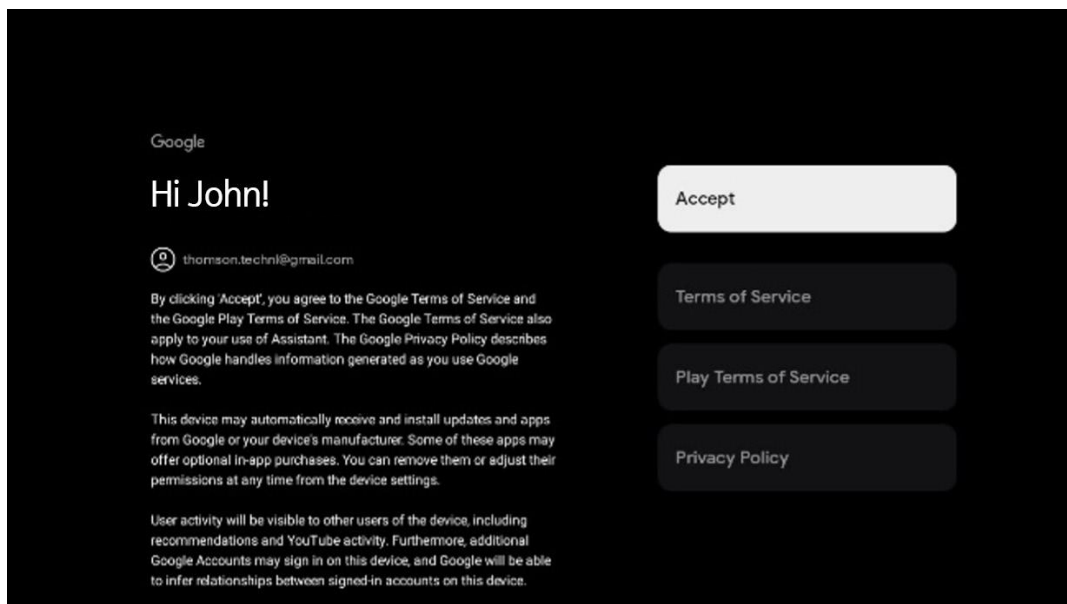 Google
Hi John!
thomson.technl@gmail.com
By clicking 'Accept', you agree to the Google Terms of Service and
the Google Play Terms of Service. The Google Terms of Service also
apply to your use of Assistant. The Google Privacy Policy describes
how Google handles information generated as you use Google
services.
This device may automatically receive and install updates and apps
from Google or your device's manufacturer. Some of these apps may
offer optional in-app purchases. You can remove them or adjust their
permissions at any time from the device settings.
User activity will be visible to other users of the device, including
recommendations and YouTube activity. Furthermore, additional
Google Accounts may sign in on this device, and Google will be able
to infer relationships between signed-in accounts on this device.
Accept
Terms of Service
Play Terms of Service
Privacy Policy